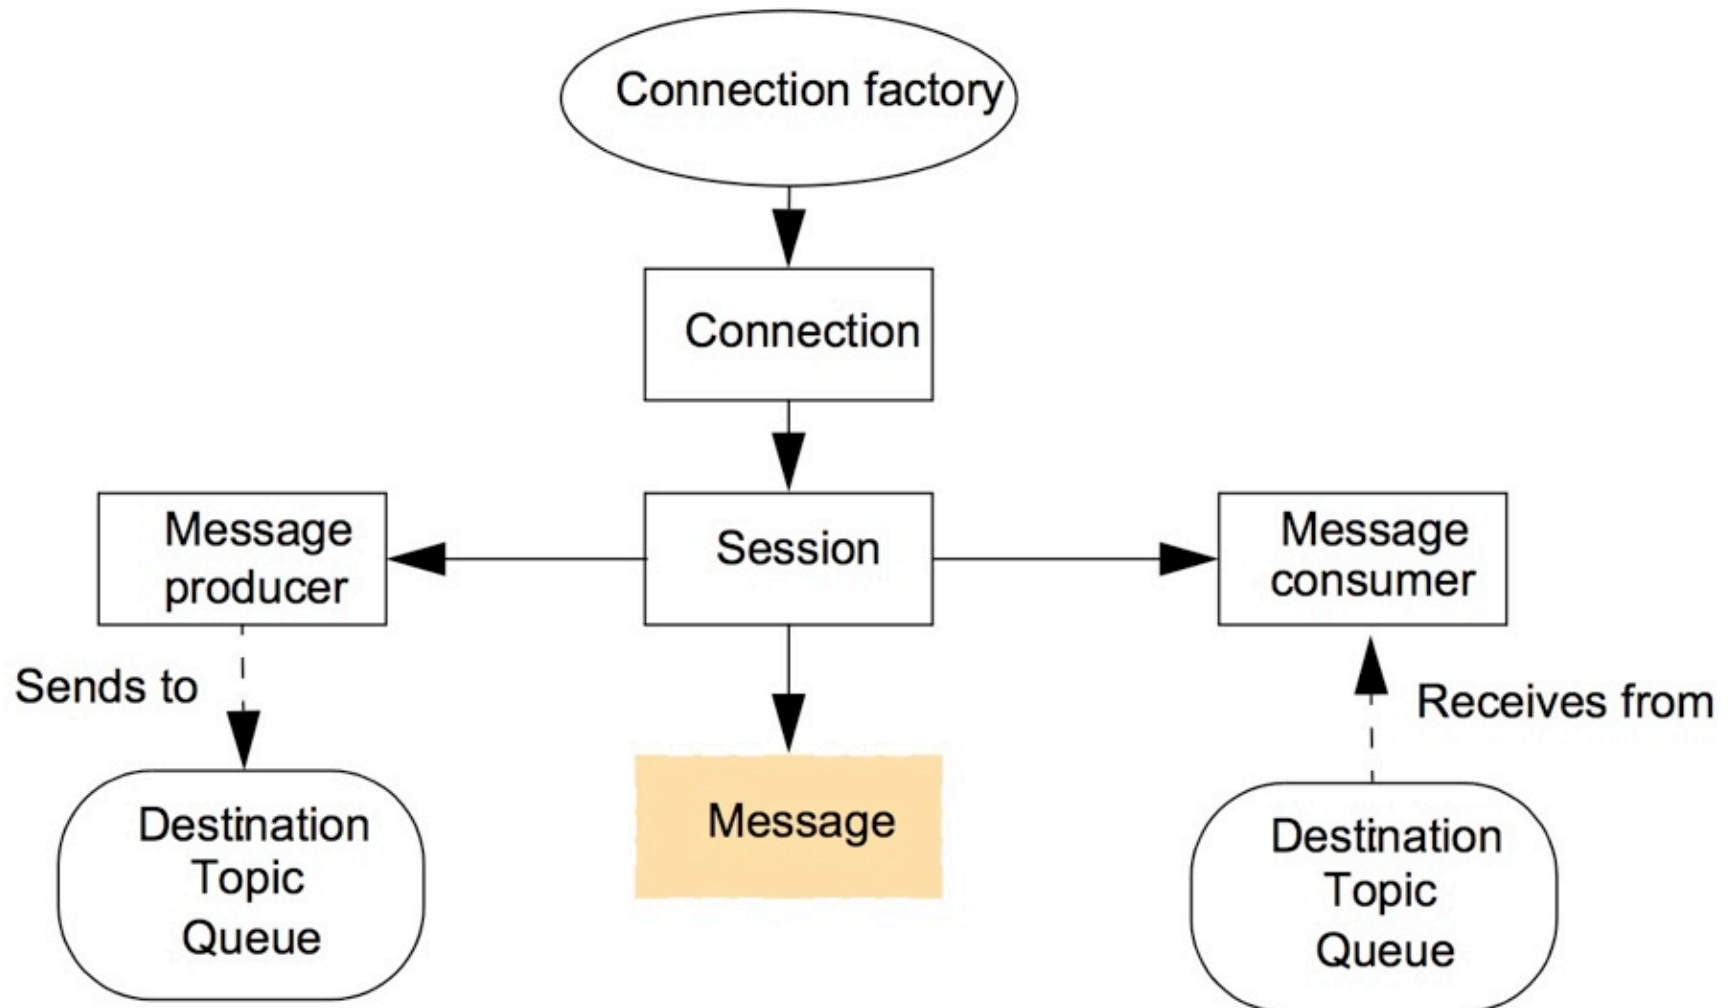 Connection factory
Connection
Message
producer
Session
Message
consumer
Sends to
Receives from
Destination
Topic
Queue
Message
Destination
Topic
Queue